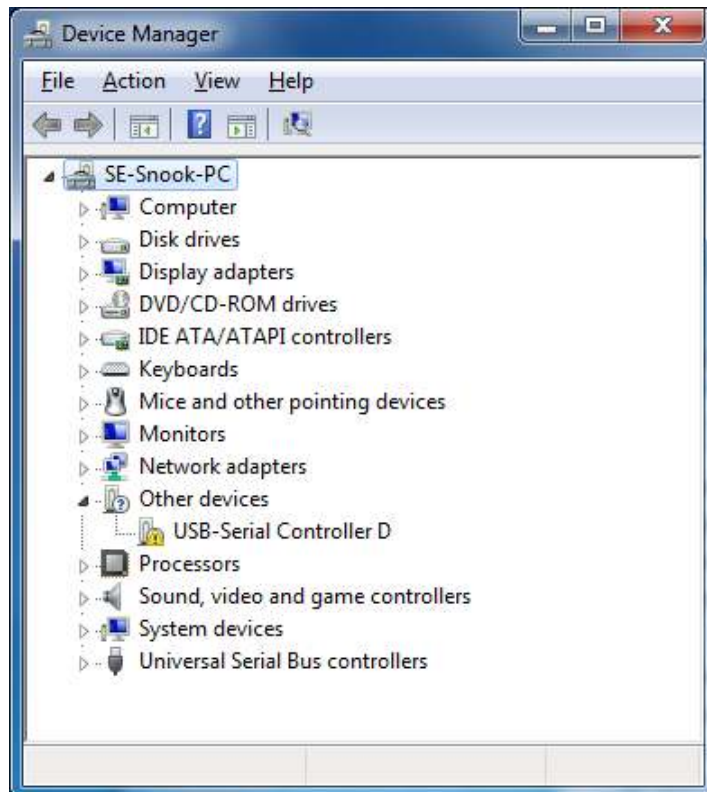 Device Manager
File Action View Help
SE-Snook-PC
Computer
Disk drives
Display adapters
DVD/CD-ROM drives
IDE ATA/ATAPI controllers
Keyboards
Mice and other pointing devices
Monitors
Network adapters
Other devices
USB-Serial Controller D
Processors
Sound, video and game controllers
System devices
Universal Serial Bus controllers